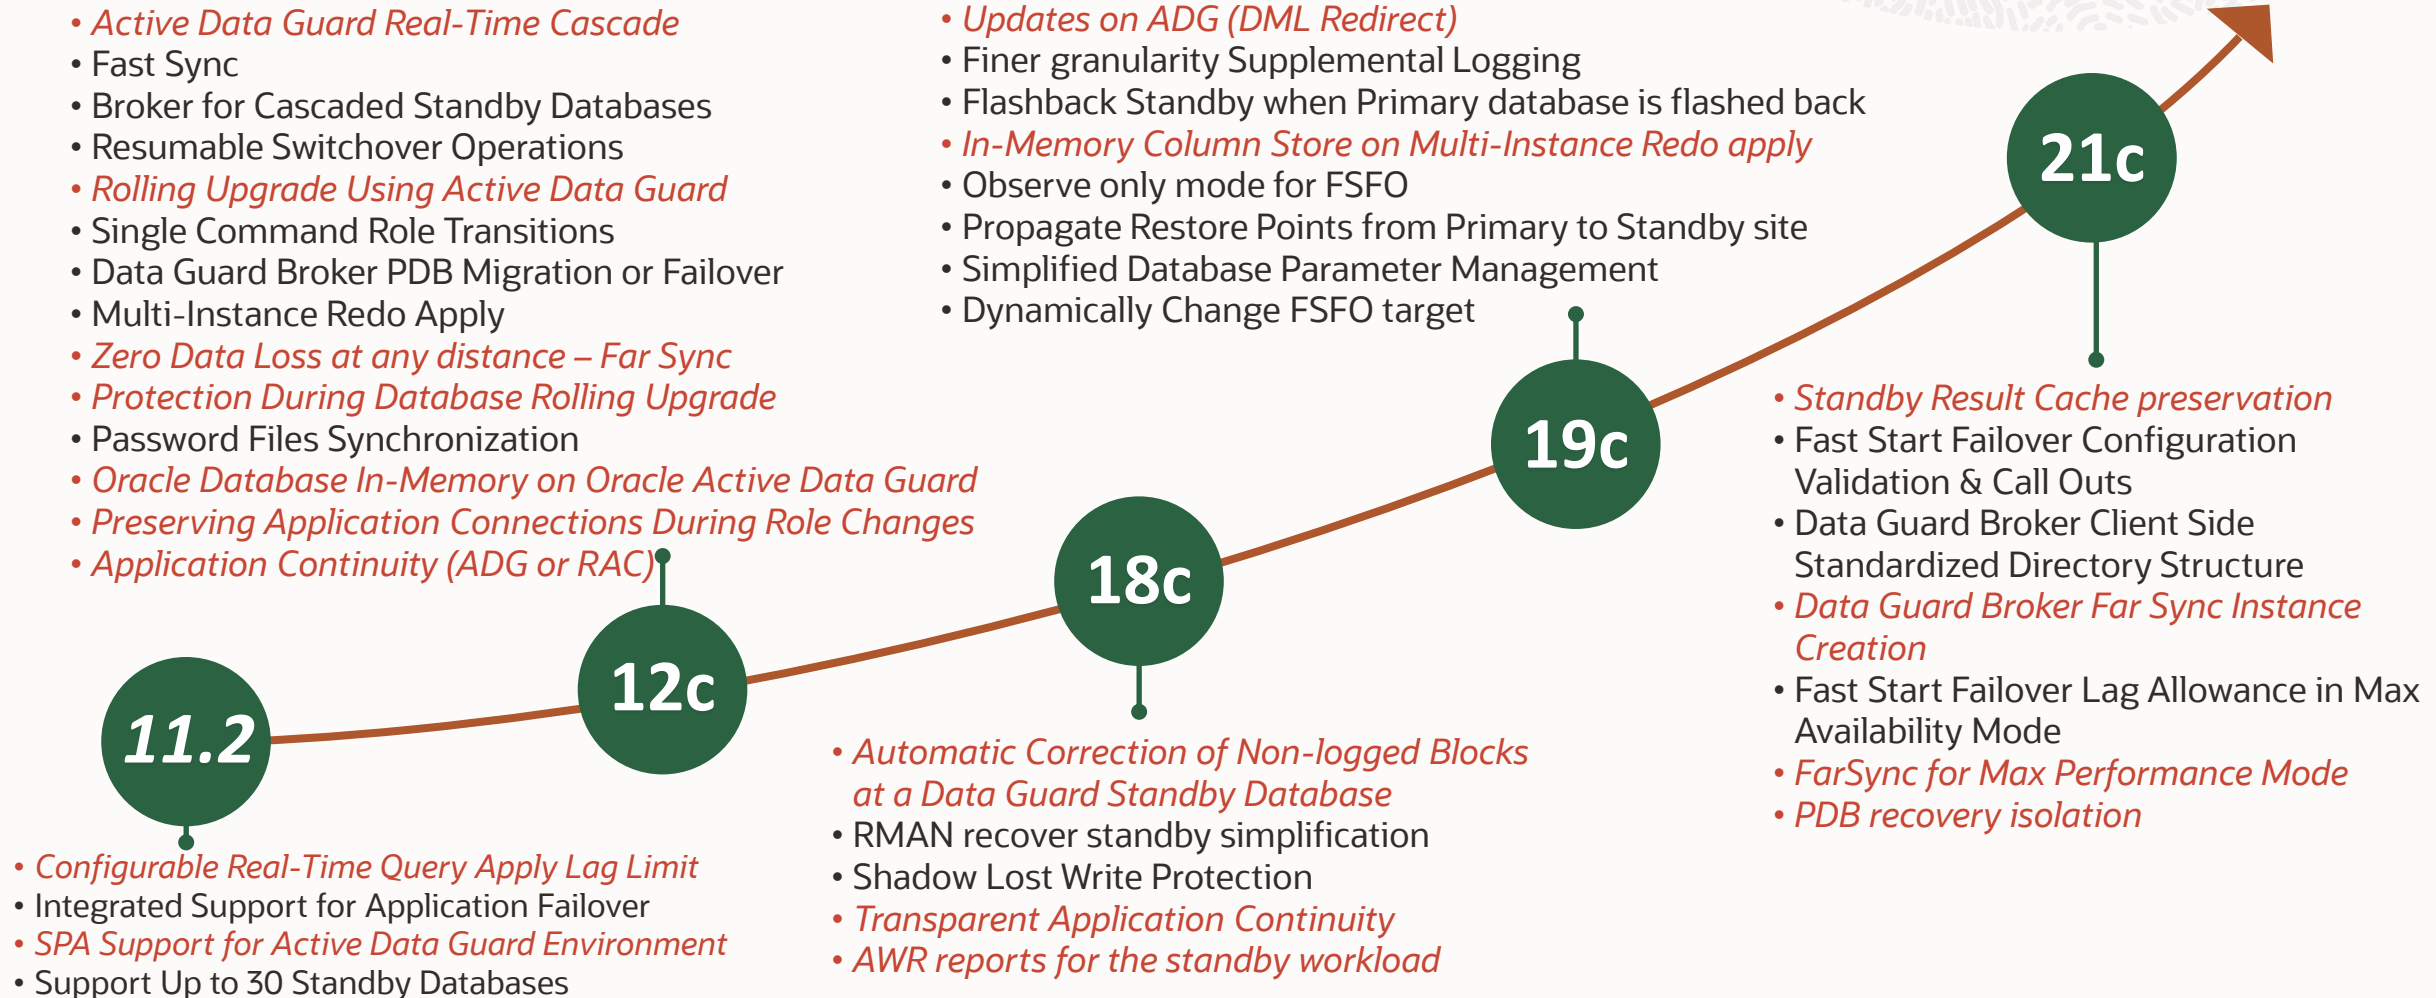 • Active Data Guard Real-Time Cascade
• Fast Sync
• Broker for Cascaded Standby Databases
• Resumable Switchover Operations
• Rolling Upgrade Using Active Data Guard
• Single Command Role Transitions
• Data Guard Broker PDB Migration or Failover
• Multi-Instance Redo Apply
• Zero Data Loss at any distance – Far Sync
• Protection During Database Rolling Upgrade
• Password Files Synchronization
• Oracle Database In-Memory on Oracle Active Data Guard
• Preserving Application Connections During Role Changes
• Application Continuity (ADG or RAC)
• Updates on ADG (DML Redirect)
• Finer granularity Supplemental Logging
• Flashback Standby when Primary database is flashed back
• In-Memory Column Store on Multi-Instance Redo apply
• Observe only mode for FSFO
• Propagate Restore Points from Primary to Standby site
• Simplified Database Parameter Management
• Dynamically Change FSFO target
21c
19c
18c
12c
11.2
• Standby Result Cache preservation
• Fast Start Failover Configuration
Validation & Call Outs
• Data Guard Broker Client Side
Standardized Directory Structure
• Data Guard Broker Far Sync Instance
Creation
• Fast Start Failover Lag Allowance in Max
Availability Mode
• FarSync for Max Performance Mode
• PDB recovery isolation
• Automatic Correction of Non-logged Blocks
at a Data Guard Standby Database
• RMAN recover standby simplification
• Shadow Lost Write Protection
• Transparent Application Continuity
• AWR reports for the standby workload
• Configurable Real-Time Query Apply Lag Limit
• Integrated Support for Application Failover
• SPA Support for Active Data Guard Environment
• Support Up to 30 Standby Databases